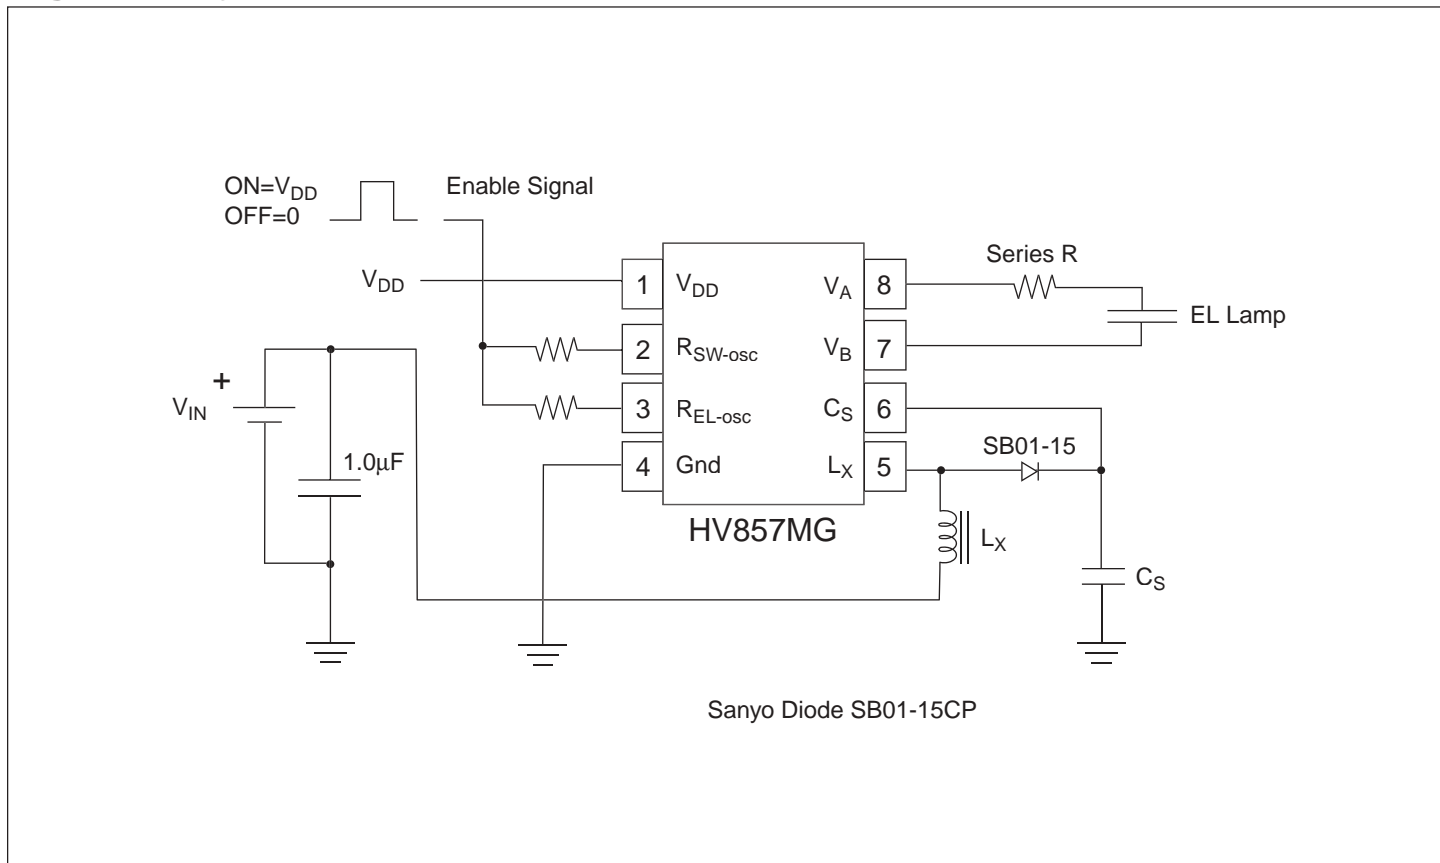 ON=VDD
OFF=0
Enable Signal
VDD
1
VDD
2
RSW-osc
3
REL-osc
4
Gnd
VA
8
VB
7
CS
6
LX
5
HV857MG
Series R
EL Lamp
SB01-15
LX
CS
+
VIN
1.0µF
Sanyo Diode SB01-15CP